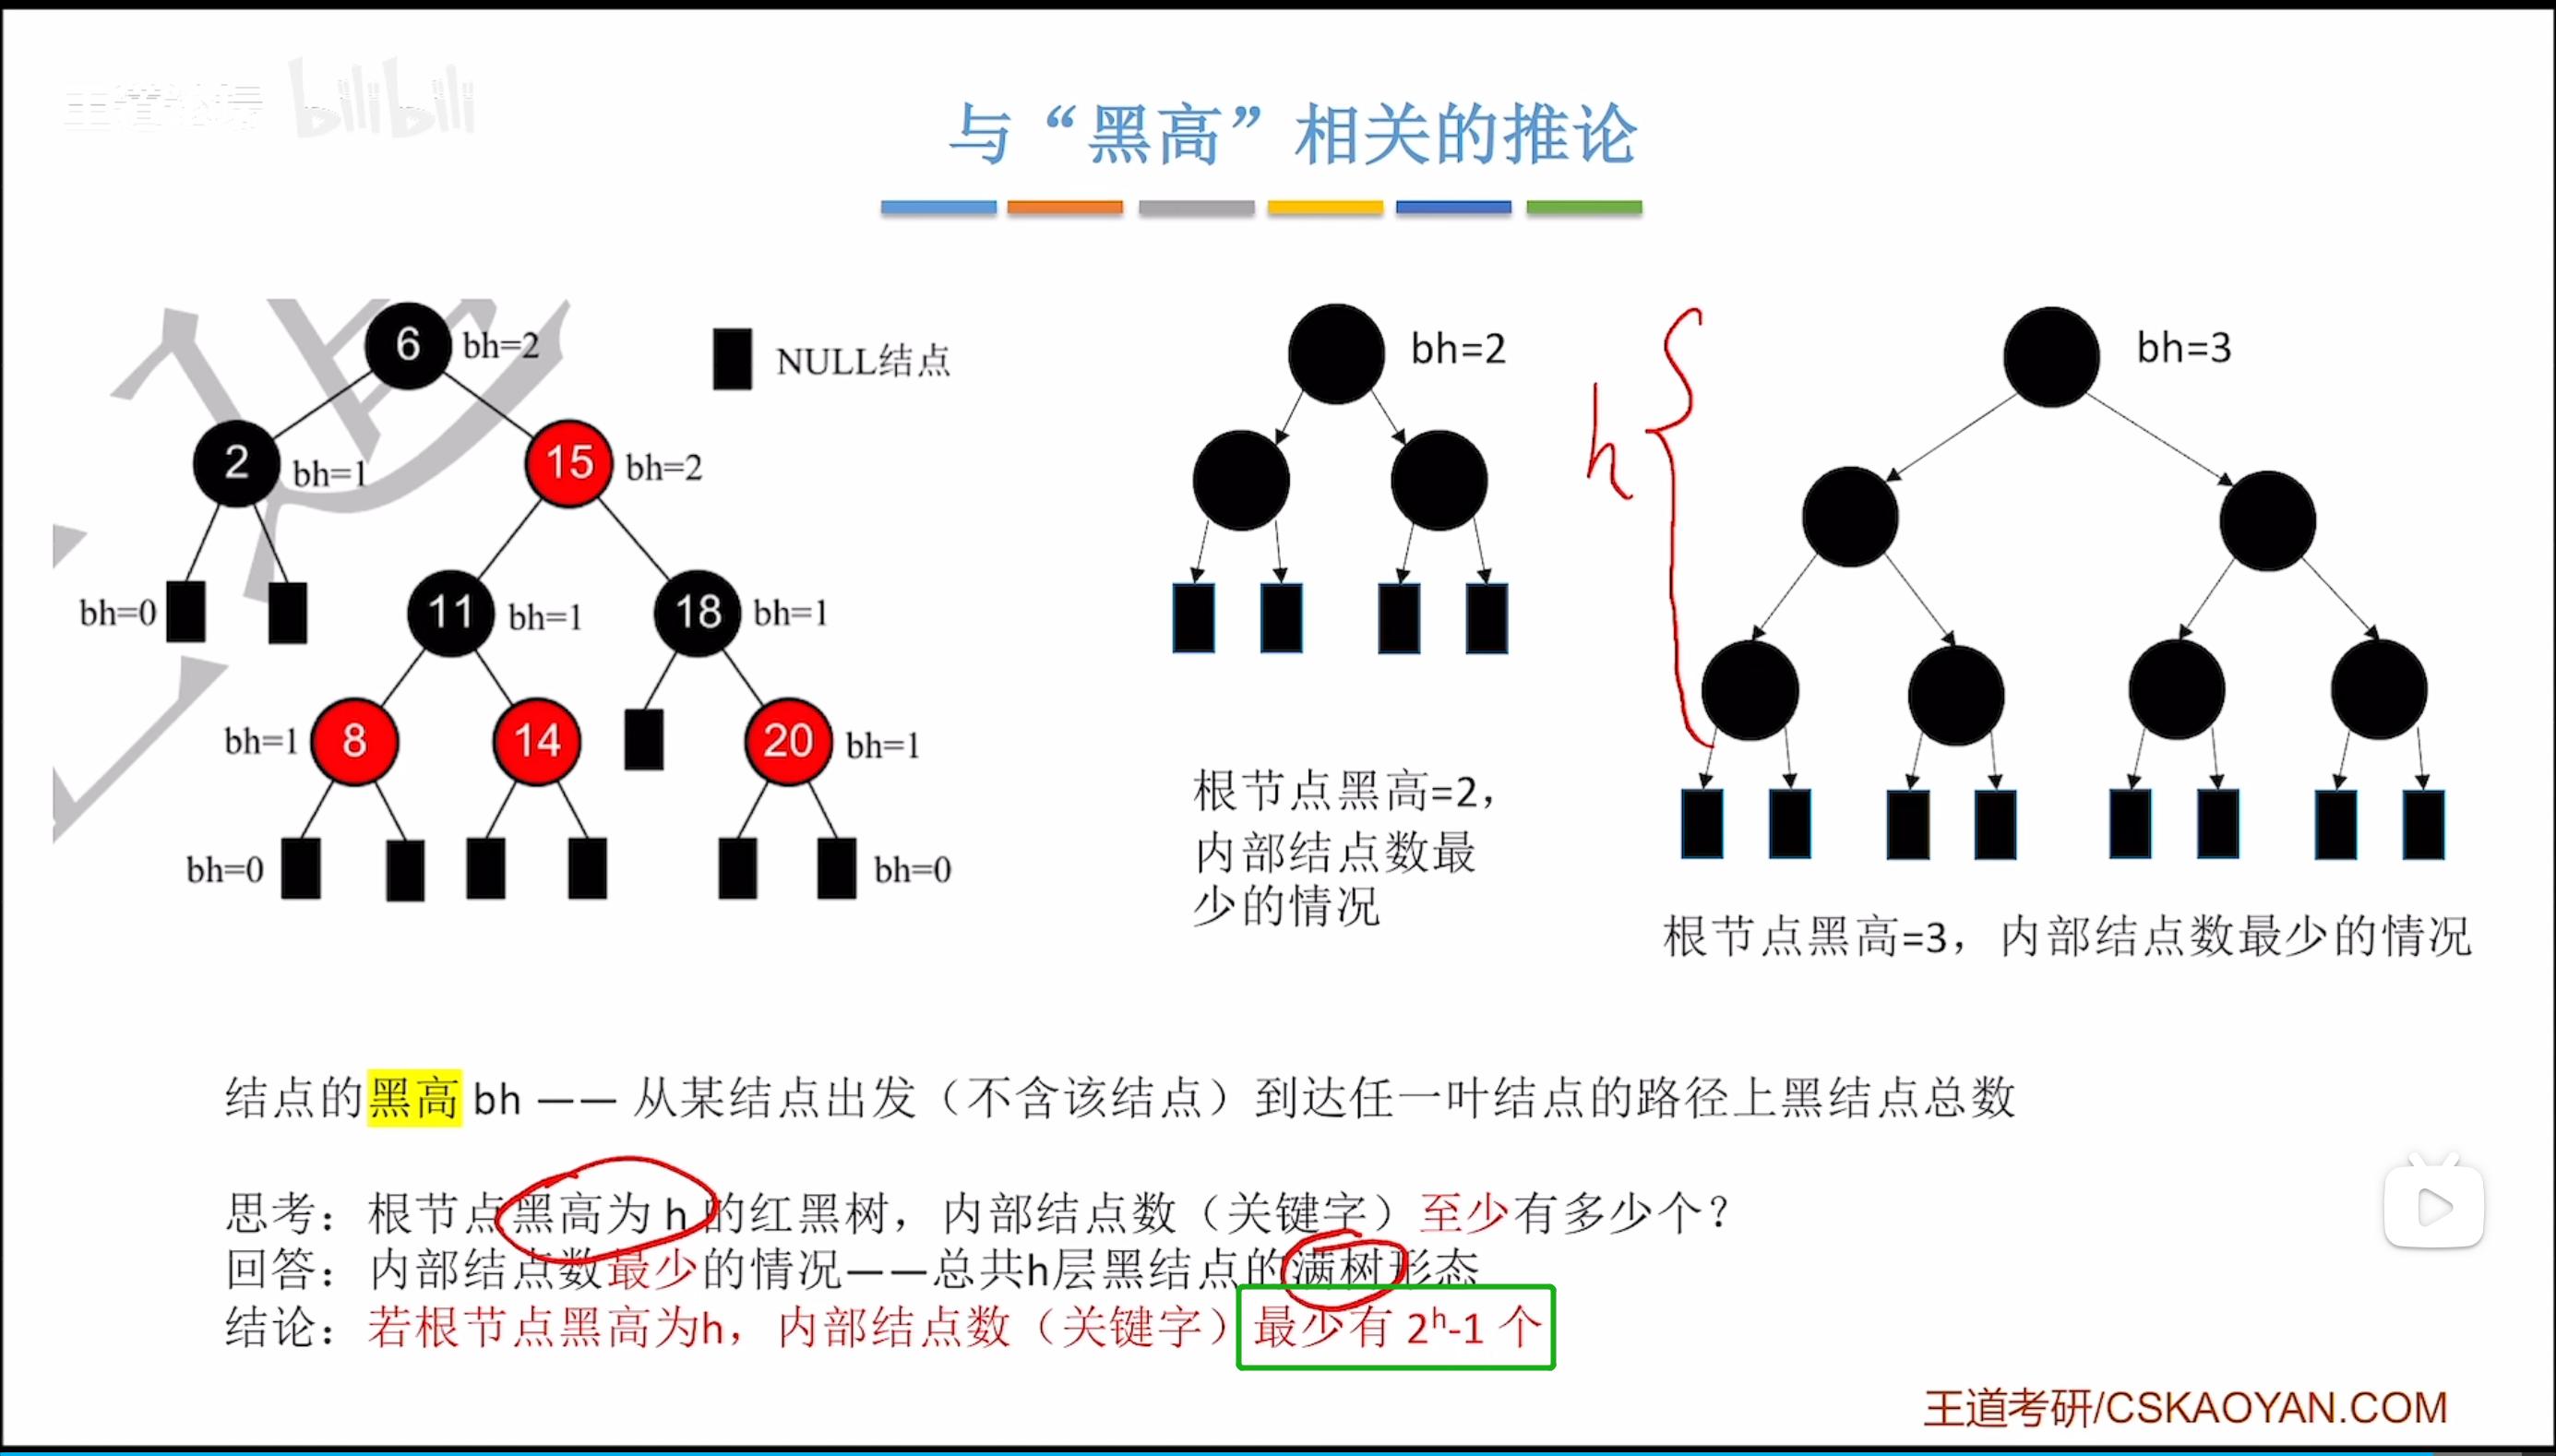 王道论坛 bilibili
与“黑高”相关的推论
6 bh=2
NULL结点
2 bh=1
15 bh=2
bh=0
11 bh=1
18 bh=1
bh=1 8
14
20 bh=1
bh=0
bh=0
bh=2
根节点黑高=2，
内部结点数最
少的情况
h
bh=3
根节点黑高=3，内部结点数最少的情况
结点的黑高 bh —— 从某结点出发（不含该结点）到达任一叶结点的路径上黑结点总数
思考：根节点黑高为 h 的红黑树，内部结点数（关键字）至少有多少个？
回答：内部结点数最少的情况——总共h层黑结点的满树形态
结论：若根节点黑高为h，内部结点数（关键字）最少有 2ʰ-1 个
王道考研/CSKAOYAN.COM